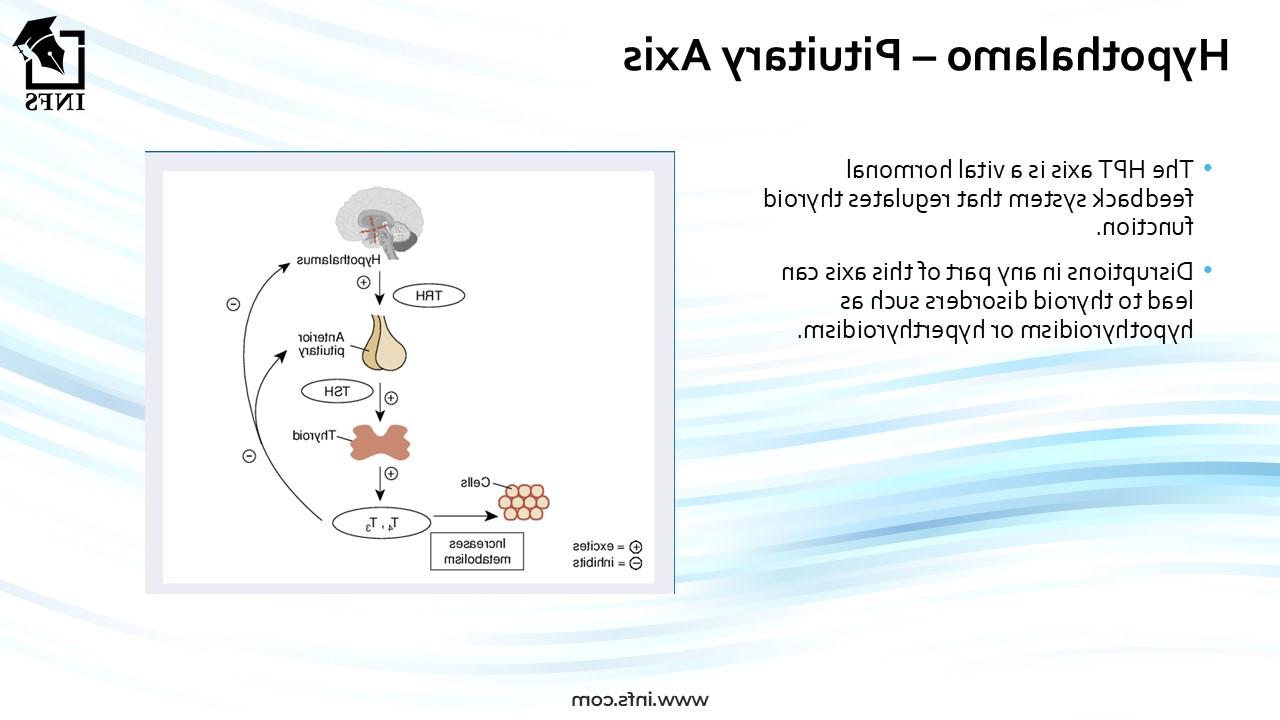 Hypothalamo – Pituitary Axis
INFS
• The HPT axis is a vital hormonal
feedback system that regulates thyroid
function.
• Disruptions in any part of this axis can
lead to thyroid disorders such as
hypothyroidism or hyperthyroidism.
Hypothalamus
+
TRH
−
Anterior
pituitary
TSH
+
Thyroid
+
−
Cells
T4, T3
Increases
metabolism
+ = excites
− = inhibits
www.infs.com